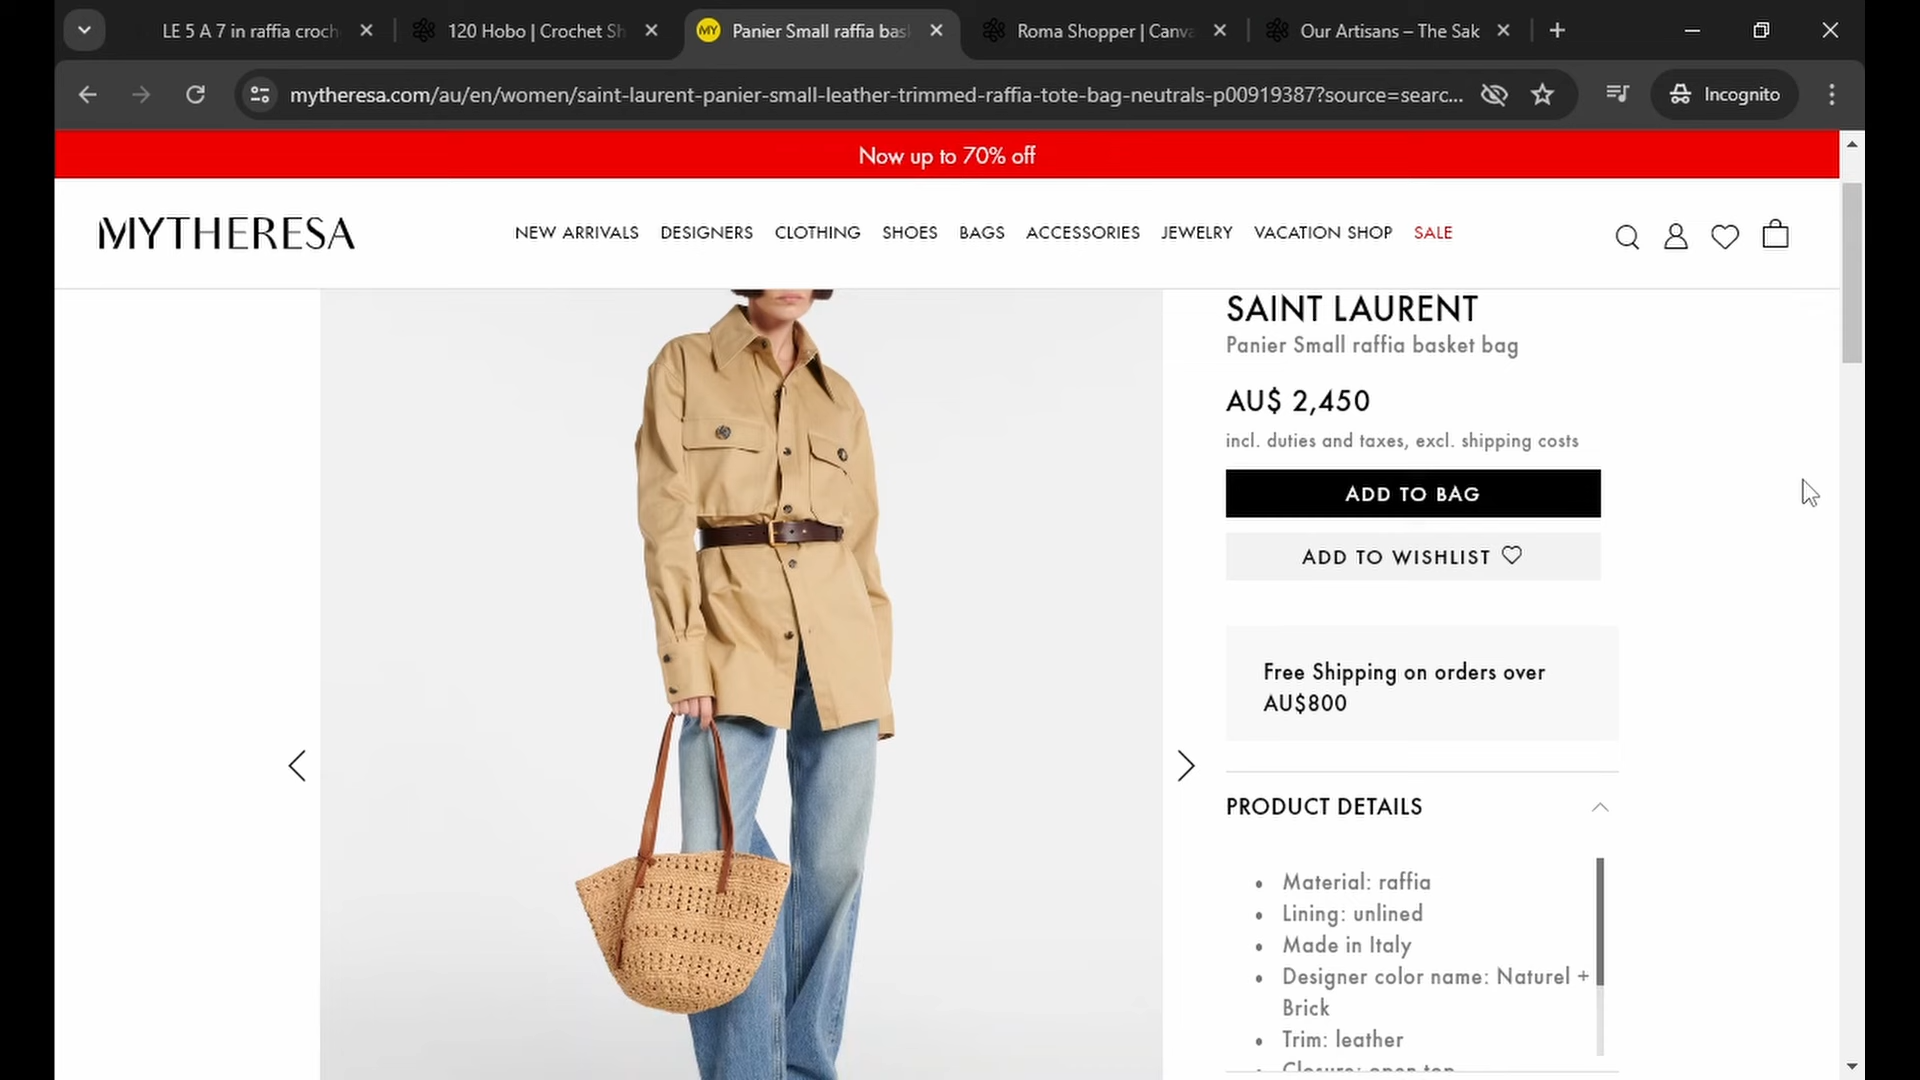 LE 5 A 7 in raffia croch
120 Hobo | Crochet Sh
MY
Panier Small raffia bas
Roma Shopper | Canva
Our Artisans – The Sak
mytheresa.com/au/en/women/saint-laurent-panier-small-leather-trimmed-raffia-tote-bag-neutrals-p00919387?source=searc...
Incognito
Now up to 70% off
MYTHERESA
NEW ARRIVALS
DESIGNERS
CLOTHING
SHOES
BAGS
ACCESSORIES
JEWELRY
VACATION SHOP
SALE
SAINT LAURENT
Panier Small raffia basket bag
AU$ 2,450
incl. duties and taxes, excl. shipping costs
ADD TO BAG
ADD TO WISHLIST
Free Shipping on orders over
AU$800
PRODUCT DETAILS
• Material: raffia
• Lining: unlined
• Made in Italy
• Designer color name: Naturel +
Brick
• Trim: leather
• Closure: open top